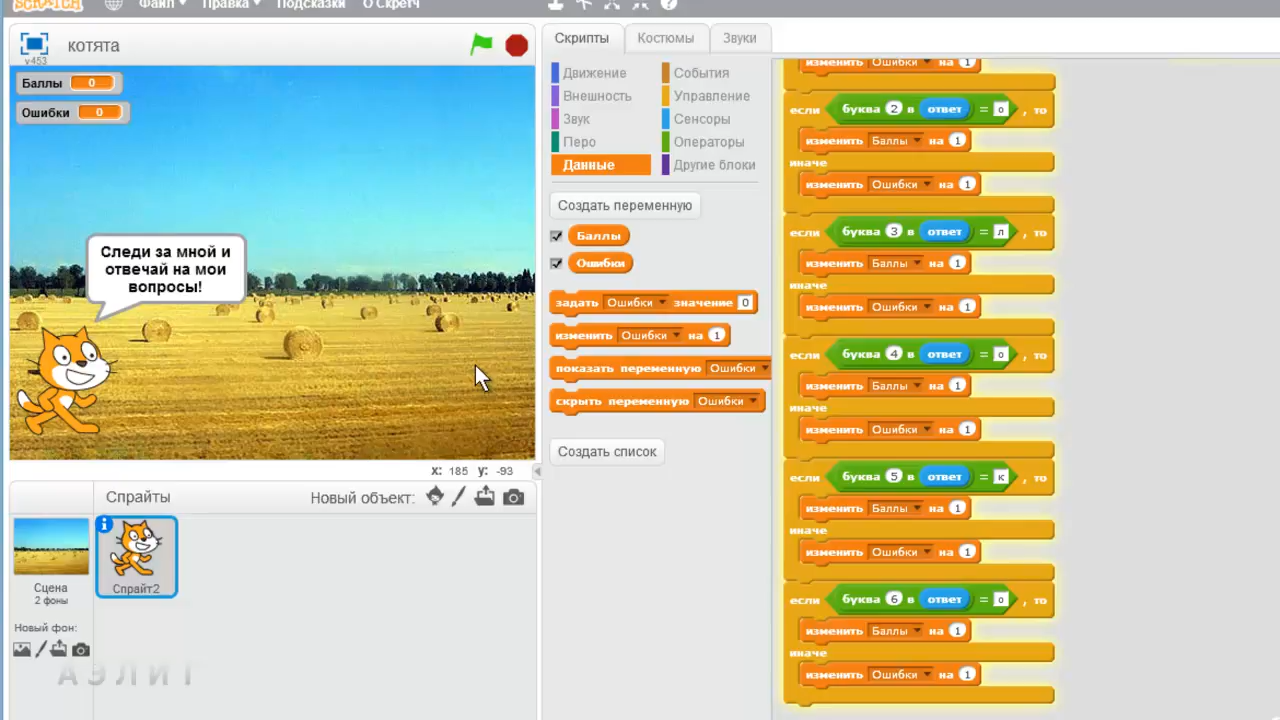 SCRATCH
Файл
Правка
Подсказки
О Скретч
котята
v453
Баллы 0
Ошибки 0
Следи за мной и
отвечай на мои
вопросы!
x: 185 y: -93
Спрайты
Новый объект:
Сцена
2 фоны
Спрайт2
Новый фон:
АЭЛИТ
Скрипты
Костюмы
Звуки
Движение
Внешность
Звук
Перо
Данные
События
Управление
Сенсоры
Операторы
Другие блоки
Создать переменную
Баллы
Ошибки
задать Ошибки значение 0
изменить Ошибки на 1
показать переменную Ошибки
скрыть переменную Ошибки
Создать список
изменить Ошибки на 1
если буква 2 в ответ = о , то
изменить Баллы на 1
иначе
изменить Ошибки на 1
если буква 3 в ответ = л , то
изменить Баллы на 1
иначе
изменить Ошибки на 1
если буква 4 в ответ = о , то
изменить Баллы на 1
иначе
изменить Ошибки на 1
если буква 5 в ответ = к , то
изменить Баллы на 1
иначе
изменить Ошибки на 1
если буква 6 в ответ = о , то
изменить Баллы на 1
иначе
изменить Ошибки на 1